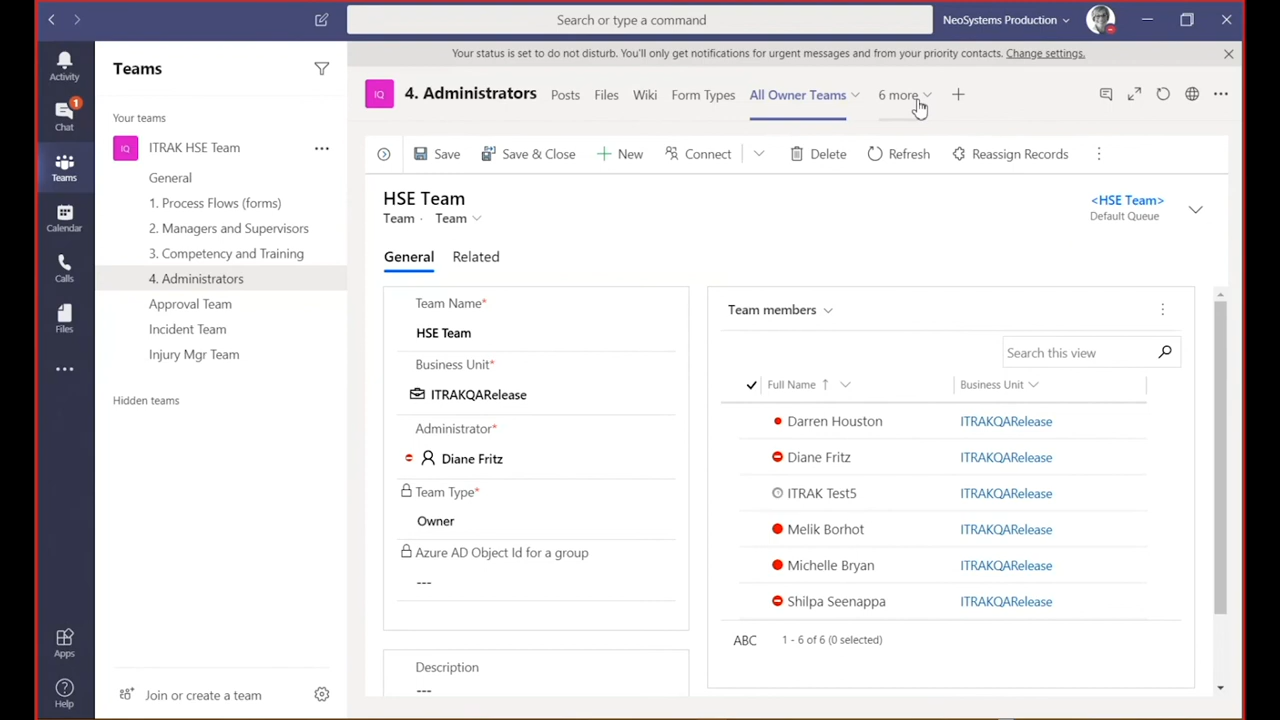 Search or type a command
NeoSystems Production
Your status is set to do not disturb. You'll only get notifications for urgent messages and from your priority contacts. Change settings.
Activity
Chat
1
Teams
Calendar
Calls
Files
Apps
Help
Teams
Your teams
IQ ITRAK HSE Team
General
1. Process Flows (forms)
2. Managers and Supervisors
3. Competency and Training
4. Administrators
Approval Team
Incident Team
Injury Mgr Team
Hidden teams
Join or create a team
IQ 4. Administrators Posts Files Wiki Form Types All Owner Teams 6 more
Save Save & Close New Connect Delete Refresh Reassign Records
HSE Team
Team · Team
<HSE Team>
Default Queue
General Related
Team Name*
HSE Team
Business Unit*
ITRAKQARelease
Administrator*
Diane Fritz
Team Type*
Owner
Azure AD Object Id for a group
---
Description
---
Team members
Search this view
Full Name Business Unit
Darren Houston ITRAKQARelease
Diane Fritz ITRAKQARelease
ITRAK Test5 ITRAKQARelease
Melik Borhot ITRAKQARelease
Michelle Bryan ITRAKQARelease
Shilpa Seenappa ITRAKQARelease
ABC 1 - 6 of 6 (0 selected)